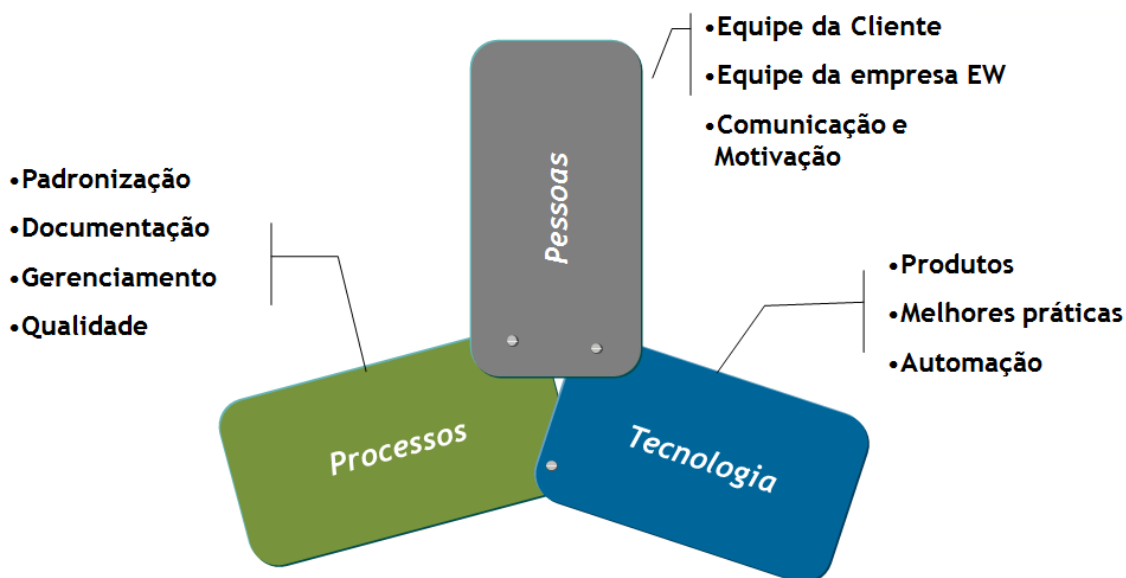 •Equipe da Cliente
•Equipe da empresa EW
•Comunicação e
Motivação
Pessoas
•Padronização
•Documentação
•Gerenciamento
•Qualidade
Processos
•Produtos
•Melhores práticas
•Automação
Tecnologia